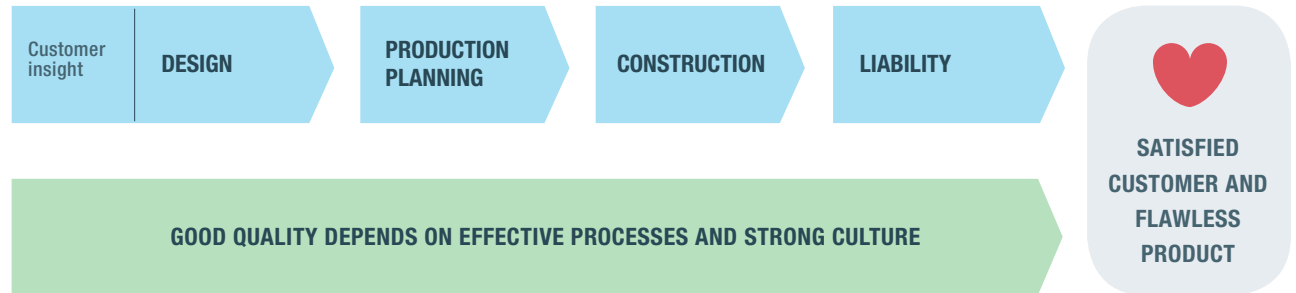 Customer
insight
DESIGN
PRODUCTION
PLANNING
CONSTRUCTION
LIABILITY
SATISFIED
CUSTOMER AND
FLAWLESS
PRODUCT
GOOD QUALITY DEPENDS ON EFFECTIVE PROCESSES AND STRONG CULTURE